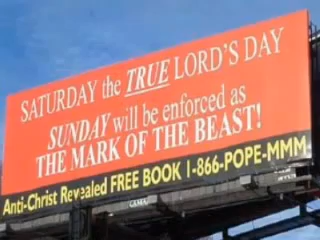 SATURDAY the TRUE LORD'S DAY
SUNDAY will be enforced as
THE MARK OF THE BEAST!
Anti-Christ Revealed FREE BOOK 1-866-POPE-MMM